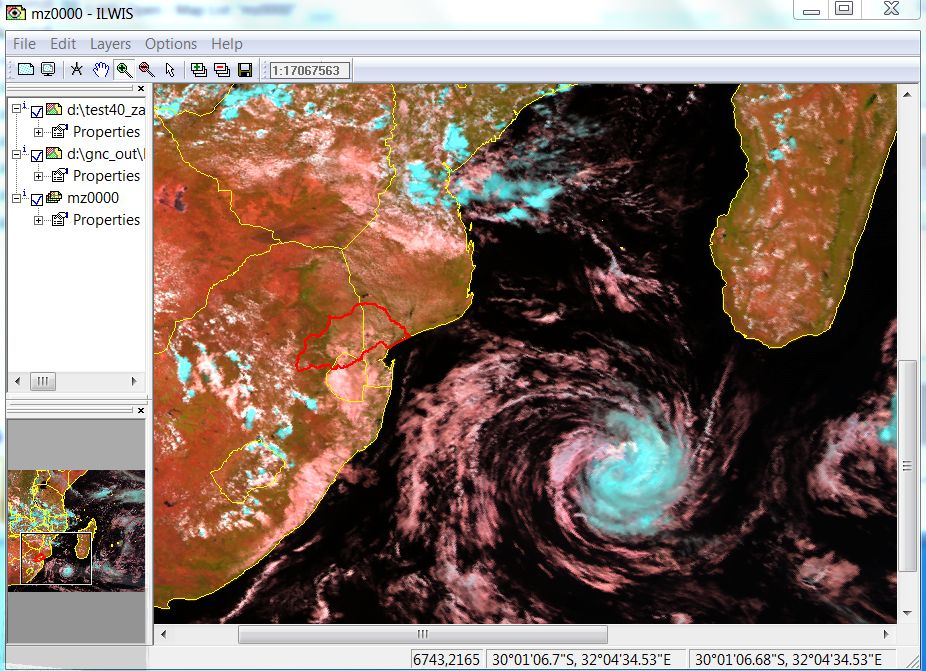 mz0000 - ILWIS
File Edit Layers Options Help
1:17067563
d:\test40_za
Properties
d:\gnc_out\
Properties
mz0000
Properties
6743,2165 30°01'06.7"S, 32°04'34.53"E 30°01'06.68"S, 32°04'34.53"E